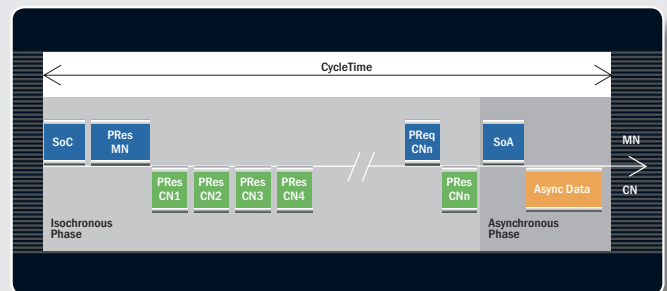 CycleTime
SoC
PRes
MN
PReq
CNn
SoA
MN
PRes
CN1
PRes
CN2
PRes
CN3
PRes
CN4
PRes
CNn
Async Data
CN
Isochronous
Phase
Asynchronous
Phase